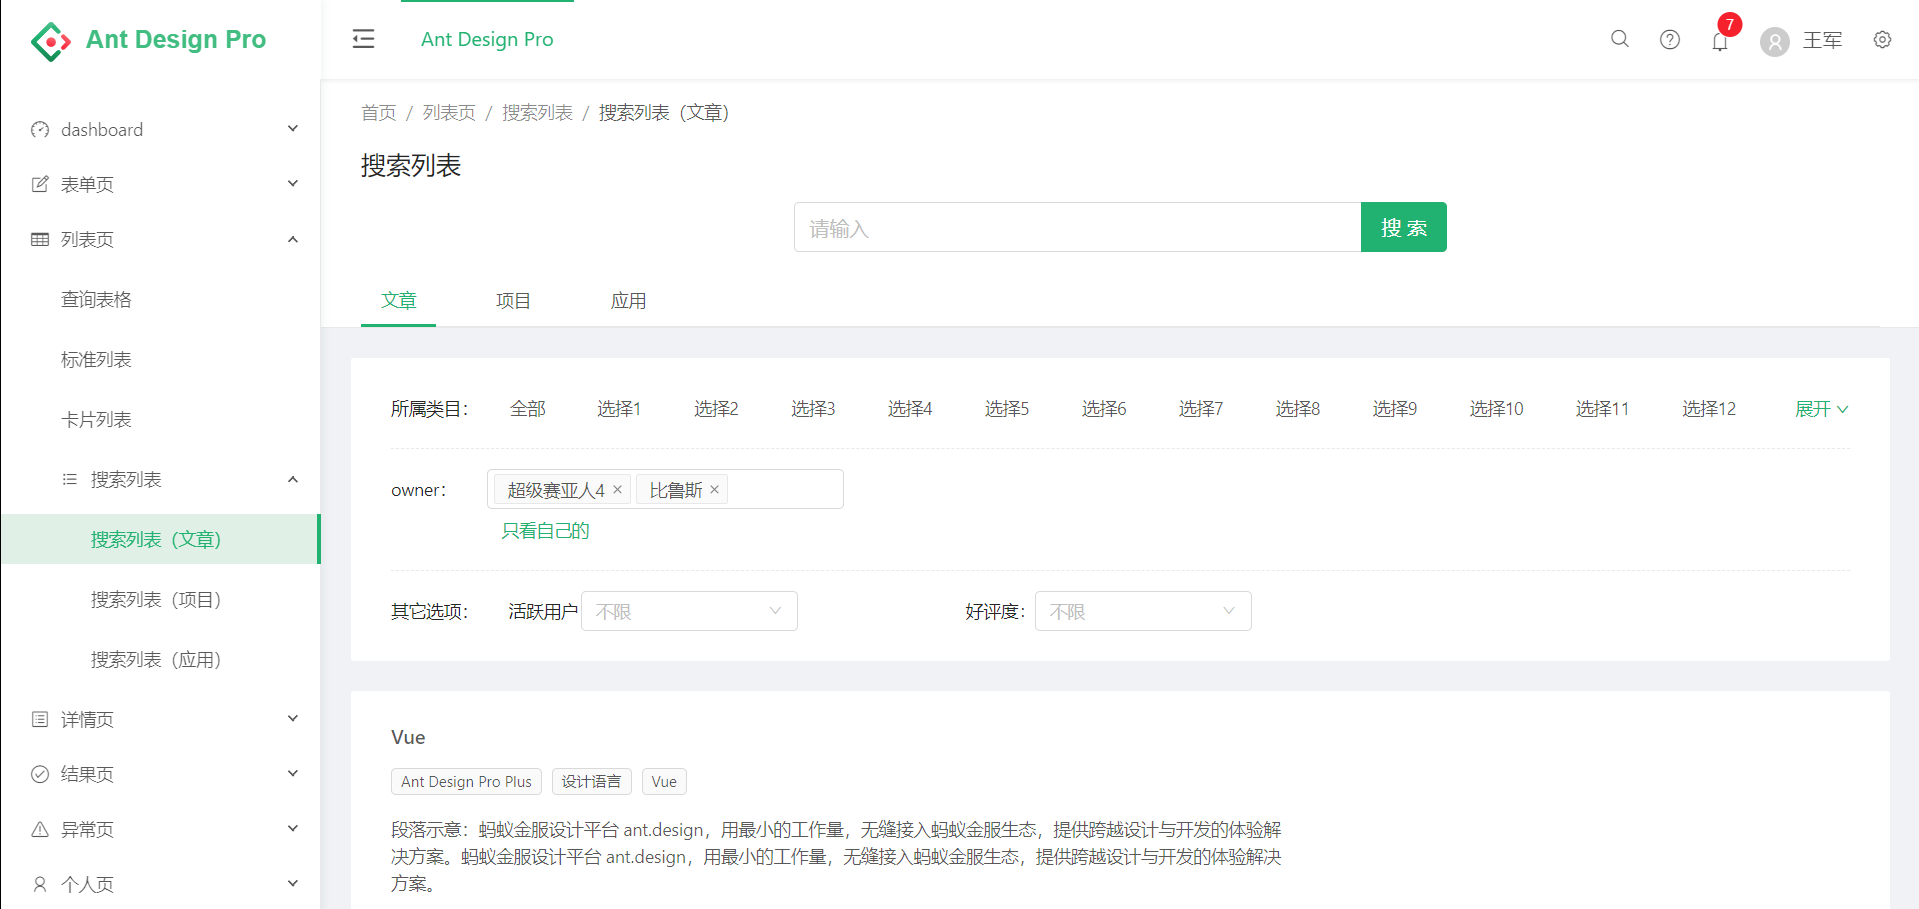 Ant Design Pro
Ant Design Pro
7
王军
dashboard
表单页
列表页
查询表格
标准列表
卡片列表
搜索列表
搜索列表（文章）
搜索列表（项目）
搜索列表（应用）
详情页
结果页
异常页
个人页
首页 / 列表页 / 搜索列表 / 搜索列表（文章）
搜索列表
请输入 搜 索
文章 项目 应用
所属类目： 全部 选择1 选择2 选择3 选择4 选择5 选择6 选择7 选择8 选择9 选择10 选择11 选择12 展开
owner： 超级赛亚人4 × 比鲁斯 ×
只看自己的
其它选项： 活跃用户 不限 好评度： 不限
Vue
Ant Design Pro Plus 设计语言 Vue
段落示意：蚂蚁金服设计平台 ant.design，用最小的工作量，无缝接入蚂蚁金服生态，提供跨越设计与开发的体验解
决方案。蚂蚁金服设计平台 ant.design，用最小的工作量，无缝接入蚂蚁金服生态，提供跨越设计与开发的体验解决
方案。